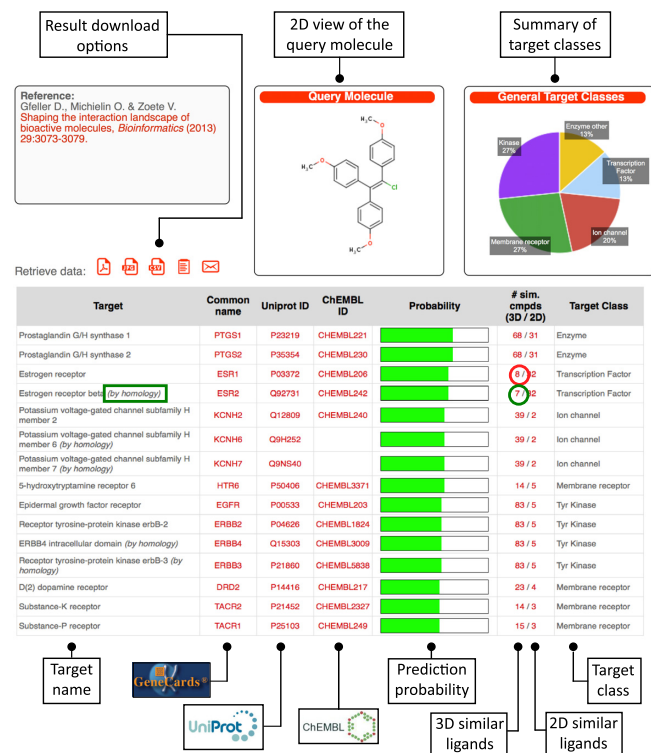 Result download
options
2D view of the
query molecule
Summary of
target classes
Reference:
Gfeller D., Michielin O. & Zoete V.
Shaping the interaction landscape of
bioactive molecules, Bioinformatics (2013)
29:3073-3079.
Query Molecule
H₃C
O
H₃C
O
Cl
O
H₃C
General Target Classes
Enzyme other
13%
Kinase
27%
Transcription
Factor
13%
Membrane receptor
27%
Ion channel
20%
Retrieve data:
JPG
CSV
Target Common name Uniprot ID ChEMBL ID Probability # sim. cmpds (3D / 2D) Target Class
Prostaglandin G/H synthase 1 PTGS1 P23219 CHEMBL221 68 / 31 Enzyme
Prostaglandin G/H synthase 2 PTGS2 P35354 CHEMBL230 68 / 31 Enzyme
Estrogen receptor ESR1 P03372 CHEMBL206 8 / 2 Transcription Factor
Estrogen receptor beta (by homology) ESR2 Q92731 CHEMBL242 7 / 2 Transcription Factor
Potassium voltage-gated channel subfamily H
member 2 KCNH2 Q12809 CHEMBL240 39 / 2 Ion channel
Potassium voltage-gated channel subfamily H
member 6 (by homology) KCNH6 Q9H252 39 / 2 Ion channel
Potassium voltage-gated channel subfamily H
member 7 (by homology) KCNH7 Q9NS40 39 / 2 Ion channel
5-hydroxytryptamine receptor 6 HTR6 P50406 CHEMBL3371 14 / 5 Membrane receptor
Epidermal growth factor receptor EGFR P00533 CHEMBL203 83 / 5 Tyr Kinase
Receptor tyrosine-protein kinase erbB-2 ERBB2 P04626 CHEMBL1824 83 / 5 Tyr Kinase
ERBB4 intracellular domain (by homology) ERBB4 Q15303 CHEMBL3009 83 / 5 Tyr Kinase
Receptor tyrosine-protein kinase erbB-3 (by
homology) ERBB3 P21860 CHEMBL5838 83 / 5 Tyr Kinase
D(2) dopamine receptor DRD2 P14416 CHEMBL217 23 / 4 Membrane receptor
Substance-K receptor TACR2 P21452 CHEMBL2327 14 / 3 Membrane receptor
Substance-P receptor TACR1 P25103 CHEMBL249 15 / 3 Membrane receptor
Target
name
GeneCards®
UniProt
ChEMBL
Prediction
probability
3D similar
ligands
2D similar
ligands
Target
class